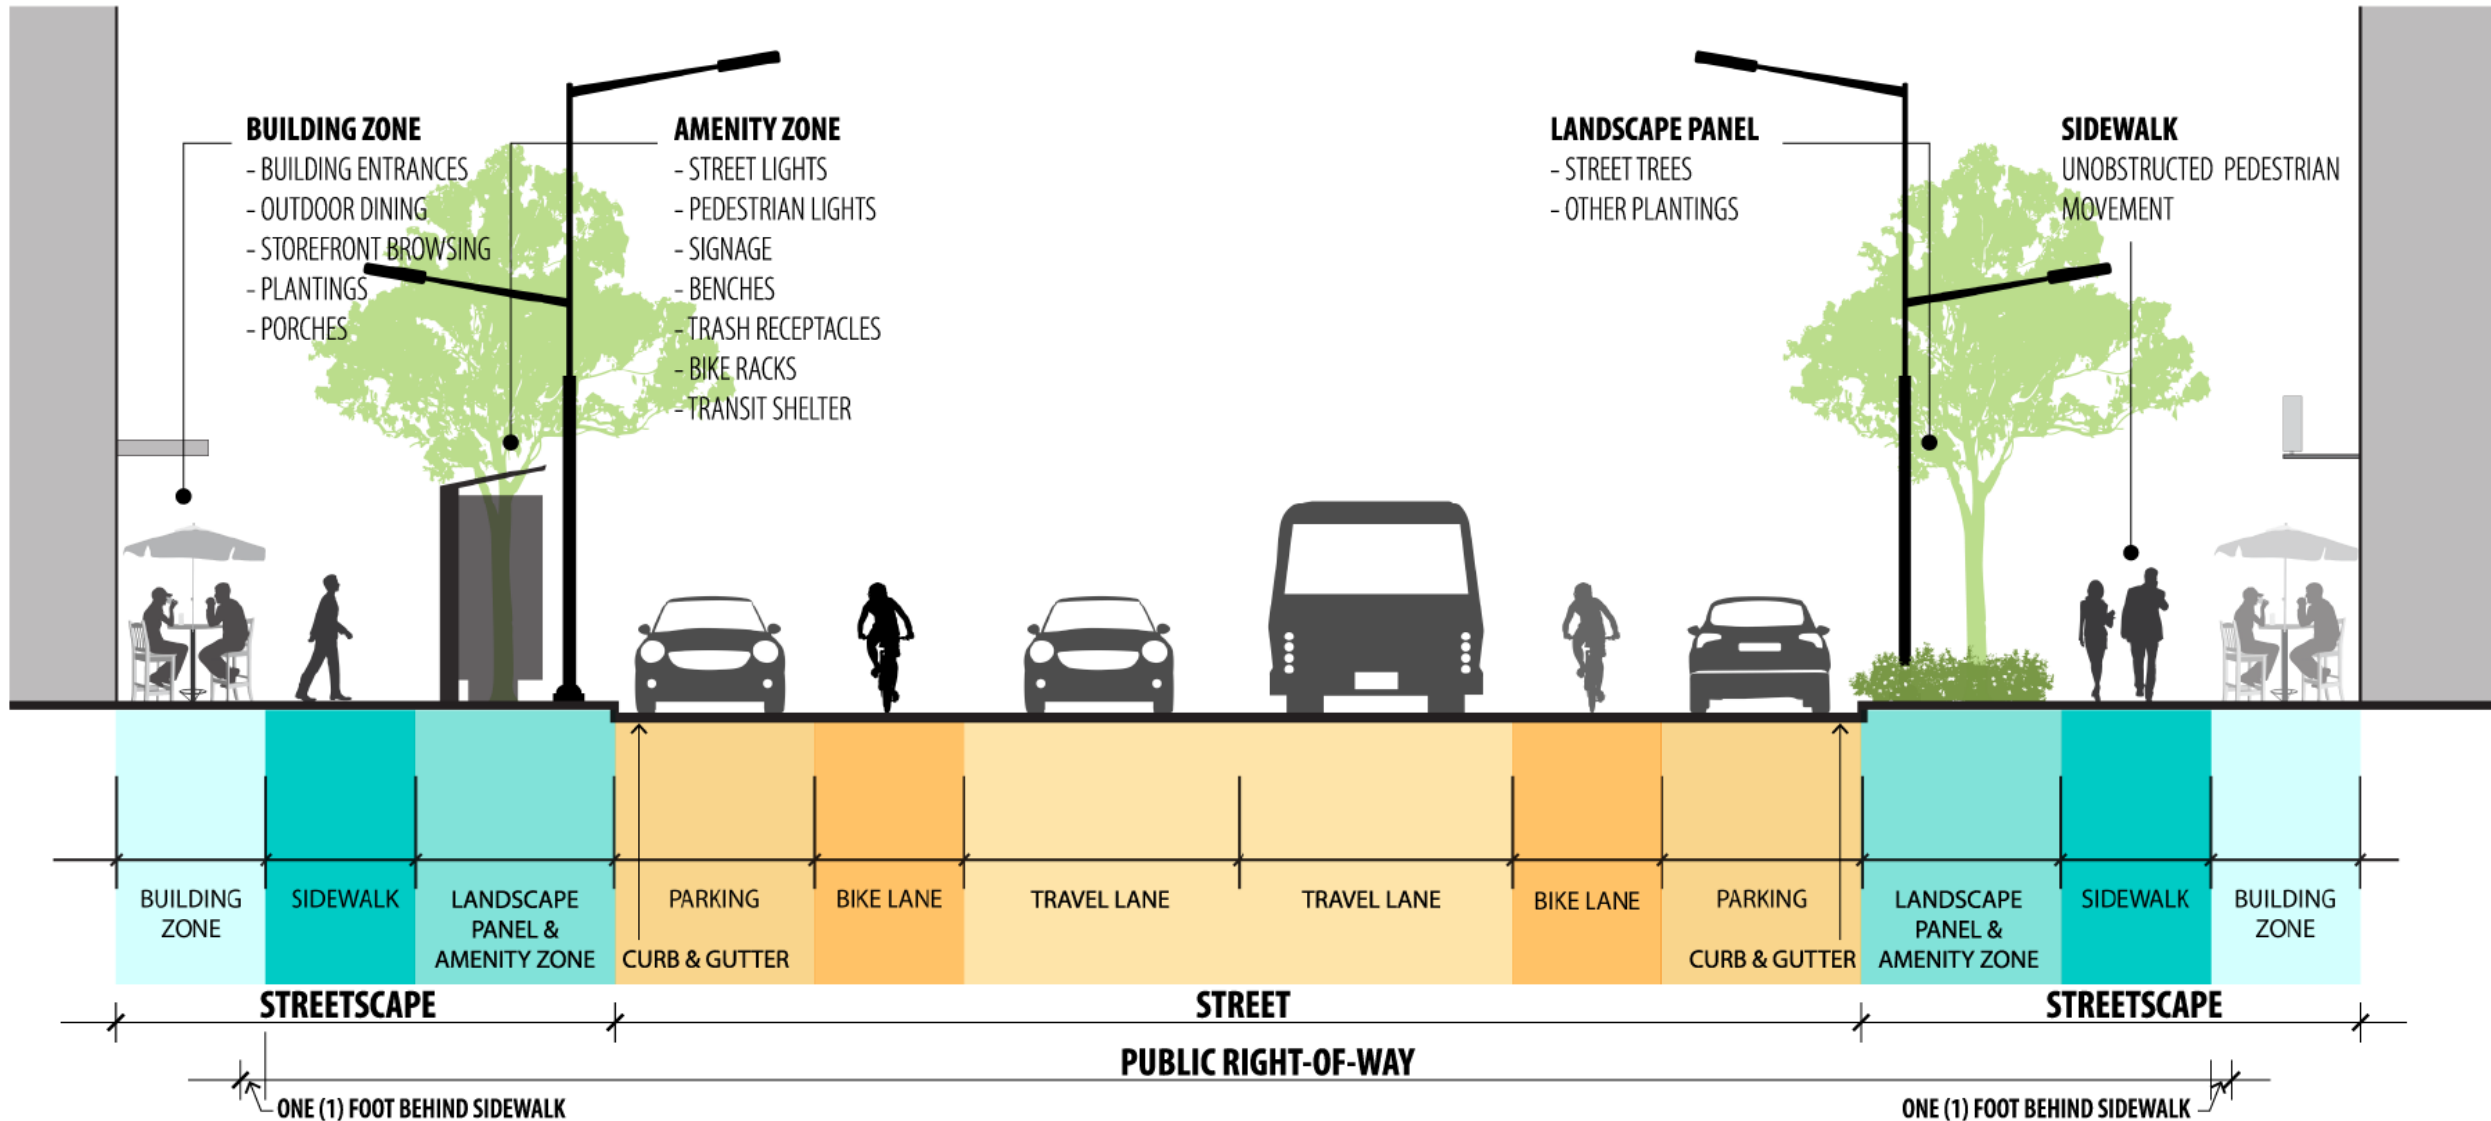 BUILDING ZONE
- BUILDING ENTRANCES
- OUTDOOR DINING
- STOREFRONT BROWSING
- PLANTINGS
- PORCHES
AMENITY ZONE
- STREET LIGHTS
- PEDESTRIAN LIGHTS
- SIGNAGE
- BENCHES
- TRASH RECEPTACLES
- BIKE RACKS
- TRANSIT SHELTER
LANDSCAPE PANEL
- STREET TREES
- OTHER PLANTINGS
SIDEWALK
UNOBSTRUCTED PEDESTRIAN
MOVEMENT
BUILDING
ZONE
SIDEWALK
LANDSCAPE
PANEL &
AMENITY ZONE
PARKING
CURB & GUTTER
BIKE LANE
TRAVEL LANE
TRAVEL LANE
BIKE LANE
PARKING
CURB & GUTTER
LANDSCAPE
PANEL &
AMENITY ZONE
SIDEWALK
BUILDING
ZONE
STREETSCAPE
STREET
STREETSCAPE
PUBLIC RIGHT-OF-WAY
ONE (1) FOOT BEHIND SIDEWALK
ONE (1) FOOT BEHIND SIDEWALK